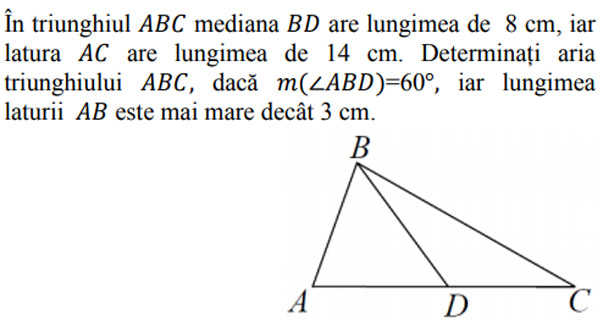 În triunghiul ABC mediana BD are lungimea de 8 cm, iar
latura AC are lungimea de 14 cm. Determinați aria
triunghiului ABC, dacă m(∠ABD)=60°, iar lungimea
laturii AB este mai mare decât 3 cm.
B
A D C